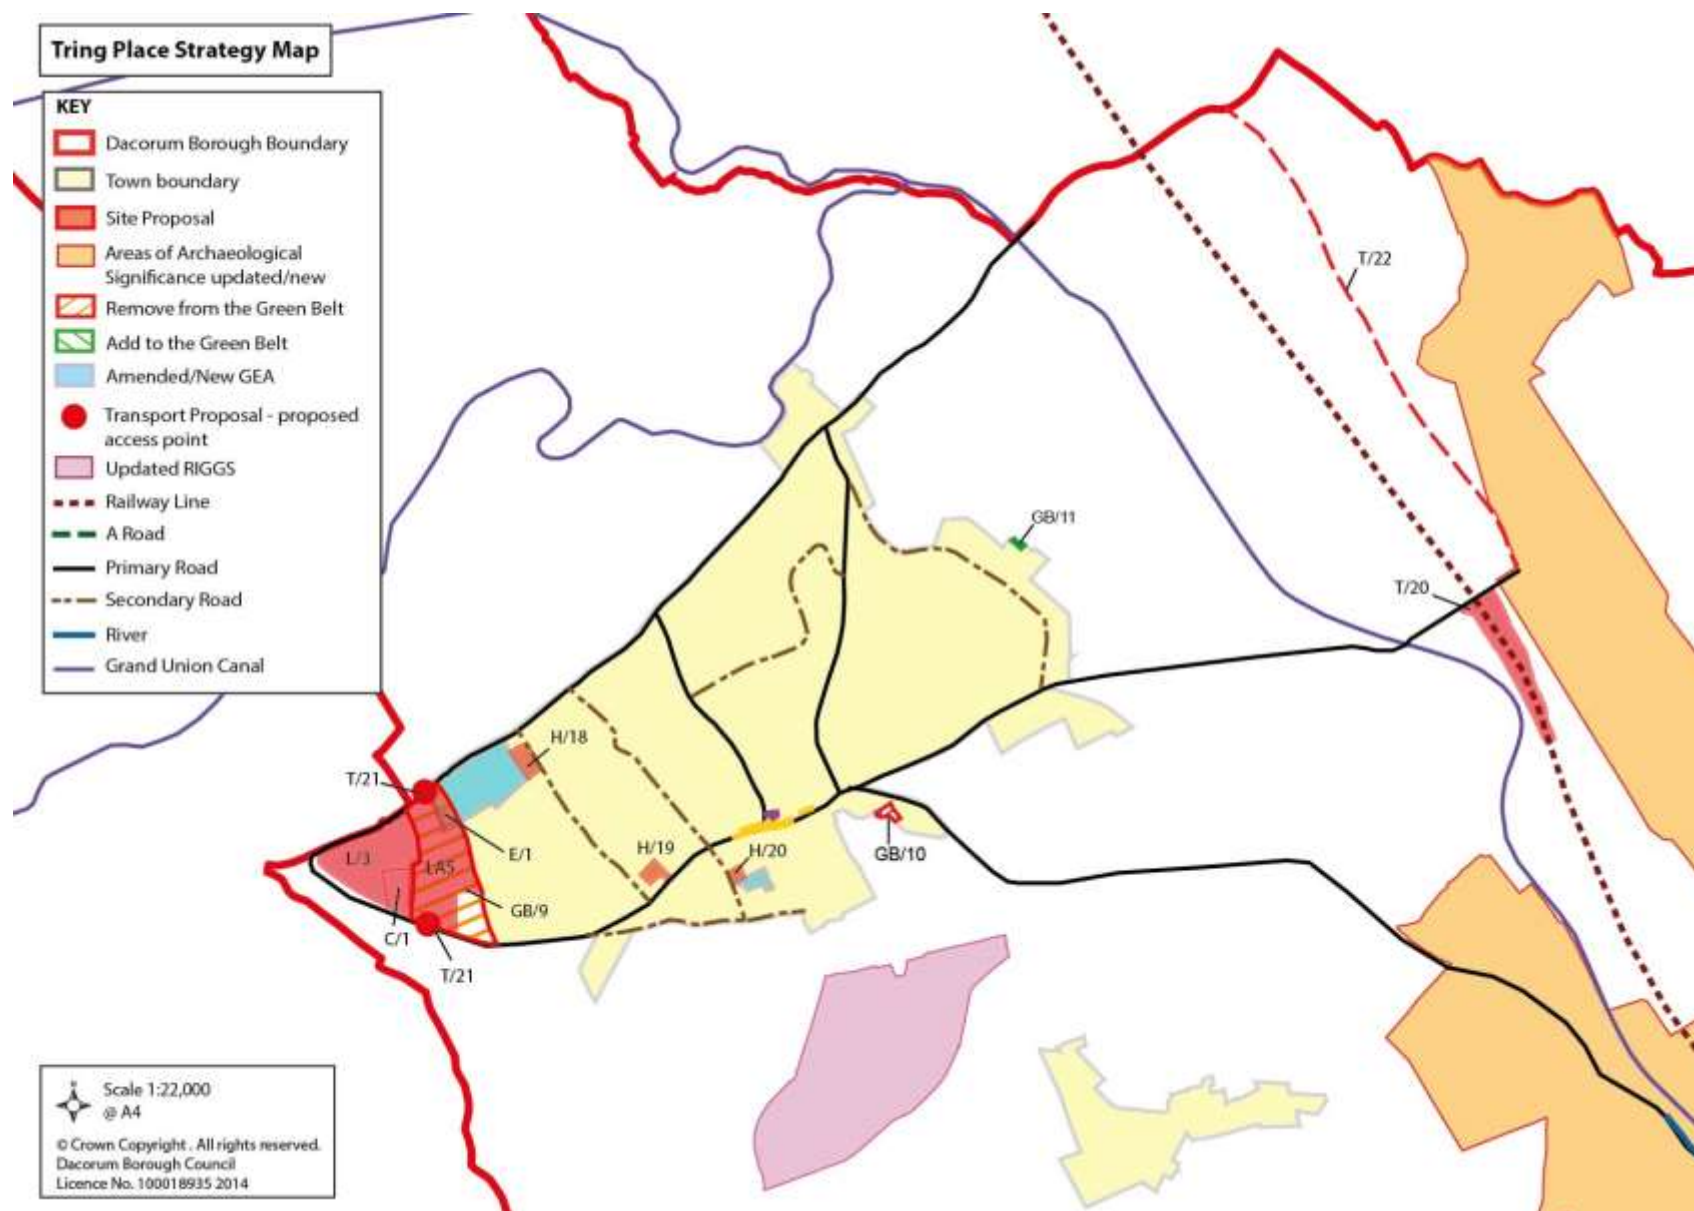 Tring Place Strategy Map
KEY
Dacorum Borough Boundary
Town boundary
Site Proposal
Areas of Archaeological
Significance updated/new
Remove from the Green Belt
Add to the Green Belt
Amended/New GEA
Transport Proposal - proposed
access point
Updated RIGGS
Railway Line
A Road
Primary Road
Secondary Road
River
Grand Union Canal
T/22
GB/11
T/20
H/18
T/21
E/1
H/19
H/20
L/3
LA5
GB/10
GB/9
C/1
T/21
Scale 1:22,000
@ A4
© Crown Copyright . All rights reserved.
Dacorum Borough Council
Licence No. 100018935 2014